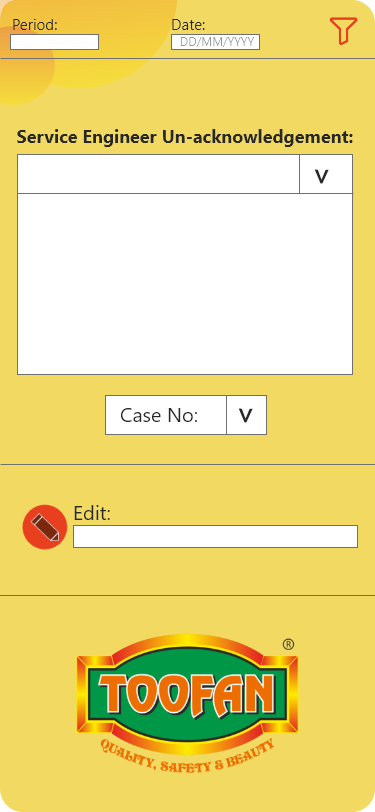 Period: Date:
DD/MM/YYYY
Service Engineer Un-acknowledgement:
V
Case No: V
Edit:
®
TOOFAN
QUALITY, SAFETY & BEAUTY